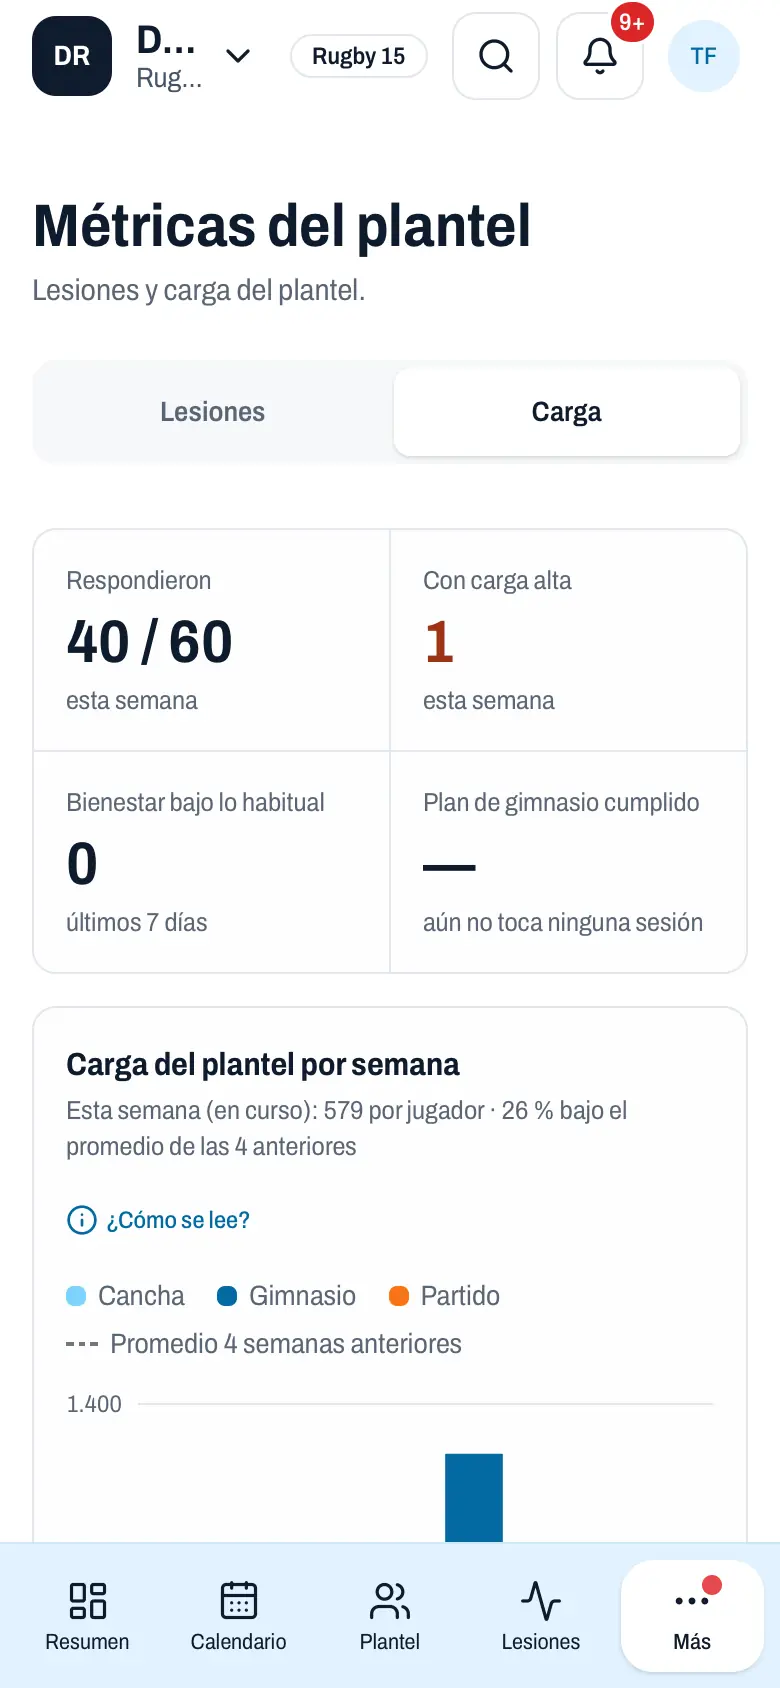 DR
D...
Rug...
Rugby 15
9+
TF
Métricas del plantel
Lesiones y carga del plantel.
Lesiones
Carga
Respondieron
40 / 60
esta semana
Con carga alta
1
esta semana
Bienestar bajo lo habitual
0
últimos 7 días
Plan de gimnasio cumplido
—
aún no toca ninguna sesión
Carga del plantel por semana
Esta semana (en curso): 579 por jugador · 26 % bajo el
promedio de las 4 anteriores
¿Cómo se lee?
Cancha
Gimnasio
Partido
Promedio 4 semanas anteriores
1.400
Resumen
Calendario
Plantel
Lesiones
Más